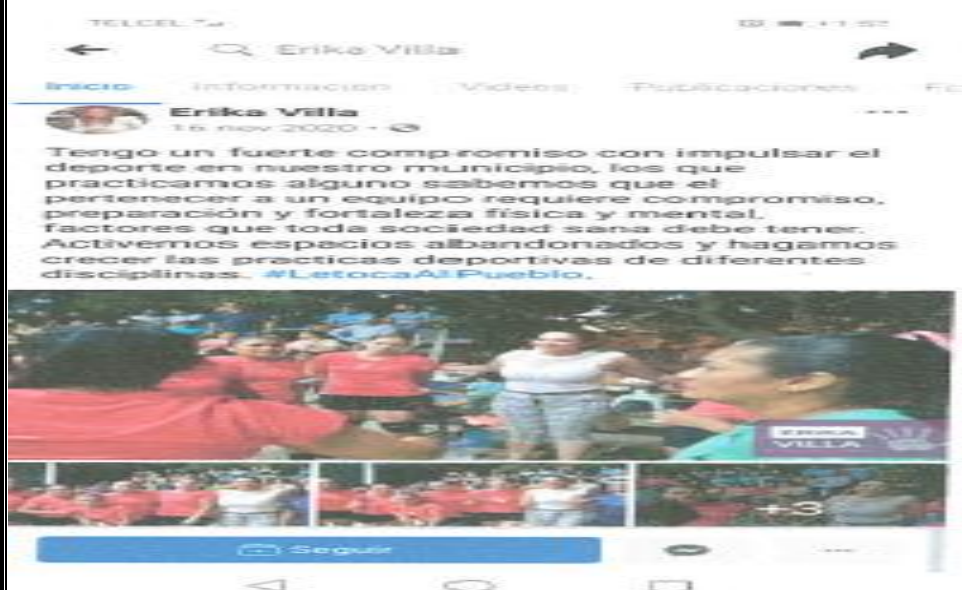 TELCEL
Erika Villa
Inicio Información Videos Publicaciones
Erika Villa
16 nov 2020
Tengo un fuerte compromiso con impulsar el
deporte en nuestro municipio, los que
practicamos alguno sabemos que el
pertenecer a un equipo requiere compromiso,
preparación y fortaleza física y mental,
factores que toda sociedad sana debe tener.
Activemos espacios abandonados y hagamos
crecer las practicas deportivas de diferentes
disciplinas. #LetocaAlPueblo.
ERIKA
VILLA
+3
Seguir